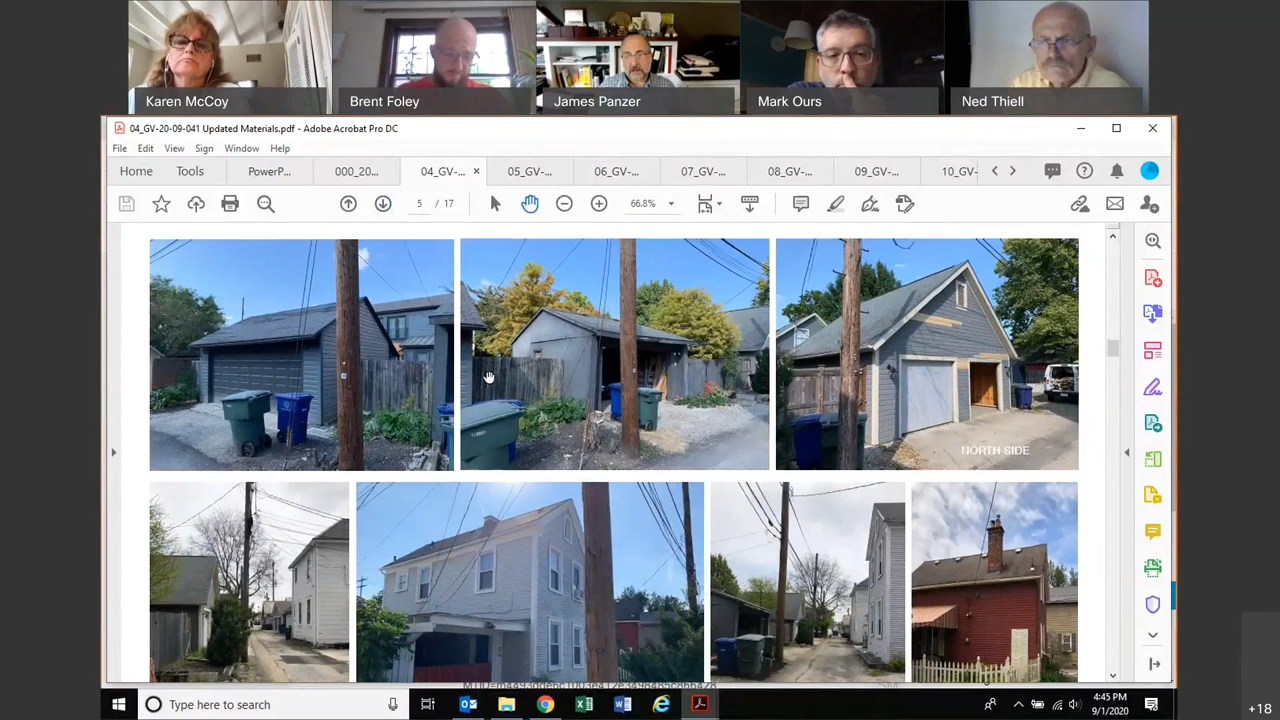 Karen McCoy
Brent Foley
James Panzer
Mark Ours
Ned Thiell
04_GV-20-09-041 Updated Materials.pdf - Adobe Acrobat Pro DC
File Edit View Sign Window Help
Home Tools PowerP... 000_20... 04_GV-... × 05_GV-... 06_GV-... 07_GV-... 08_GV-... 09_GV-... 10_GV-
5 / 17 66.8%
NORTH SIDE
Type here to search
4:45 PM
9/1/2020
+18